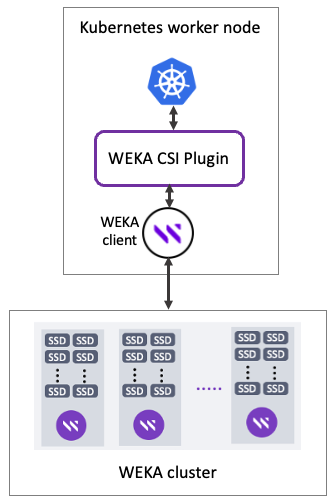 Kubernetes worker node
WEKA CSI Plugin
WEKA
client
SSD SSD SSD SSD SSD SSD
SSD SSD SSD SSD SSD SSD
SSD SSD SSD SSD SSD SSD
WEKA cluster